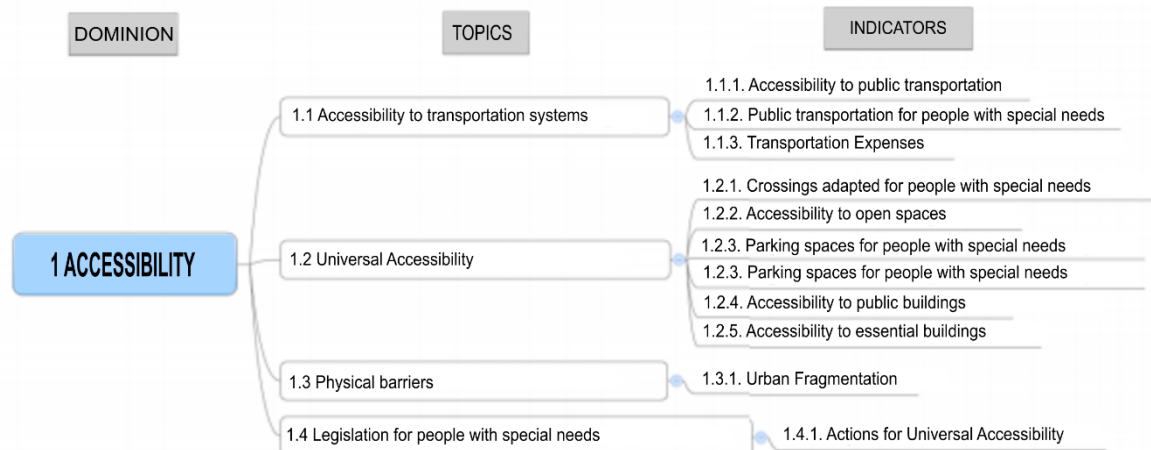 DOMINION
TOPICS
INDICATORS
1 ACCESSIBILITY
1.1 Accessibility to transportation systems
1.1.1. Accessibility to public transportation
1.1.2. Public transportation for people with special needs
1.1.3. Transportation Expenses
1.2 Universal Accessibility
1.2.1. Crossings adapted for people with special needs
1.2.2. Accessibility to open spaces
1.2.3. Parking spaces for people with special needs
1.2.3. Parking spaces for people with special needs
1.2.4. Accessibility to public buildings
1.2.5. Accessibility to essential buildings
1.3 Physical barriers
1.3.1. Urban Fragmentation
1.4 Legislation for people with special needs
1.4.1. Actions for Universal Accessibility